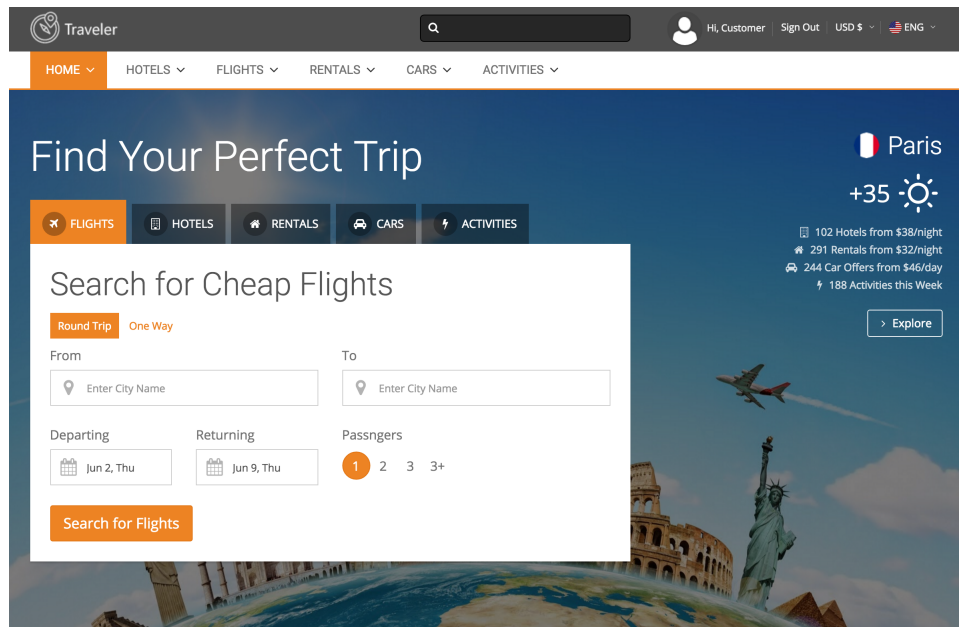 Traveler
Hi, Customer Sign Out USD $ ENG
HOME HOTELS FLIGHTS RENTALS CARS ACTIVITIES
Find Your Perfect Trip
Paris
+35
FLIGHTS HOTELS RENTALS CARS ACTIVITIES
102 Hotels from $38/night
291 Rentals from $32/night
244 Car Offers from $46/day
188 Activities this Week
Explore
Search for Cheap Flights
Round Trip One Way
From To
Enter City Name Enter City Name
Departing Returning Passngers
Jun 2, Thu Jun 9, Thu 1 2 3 3+
Search for Flights